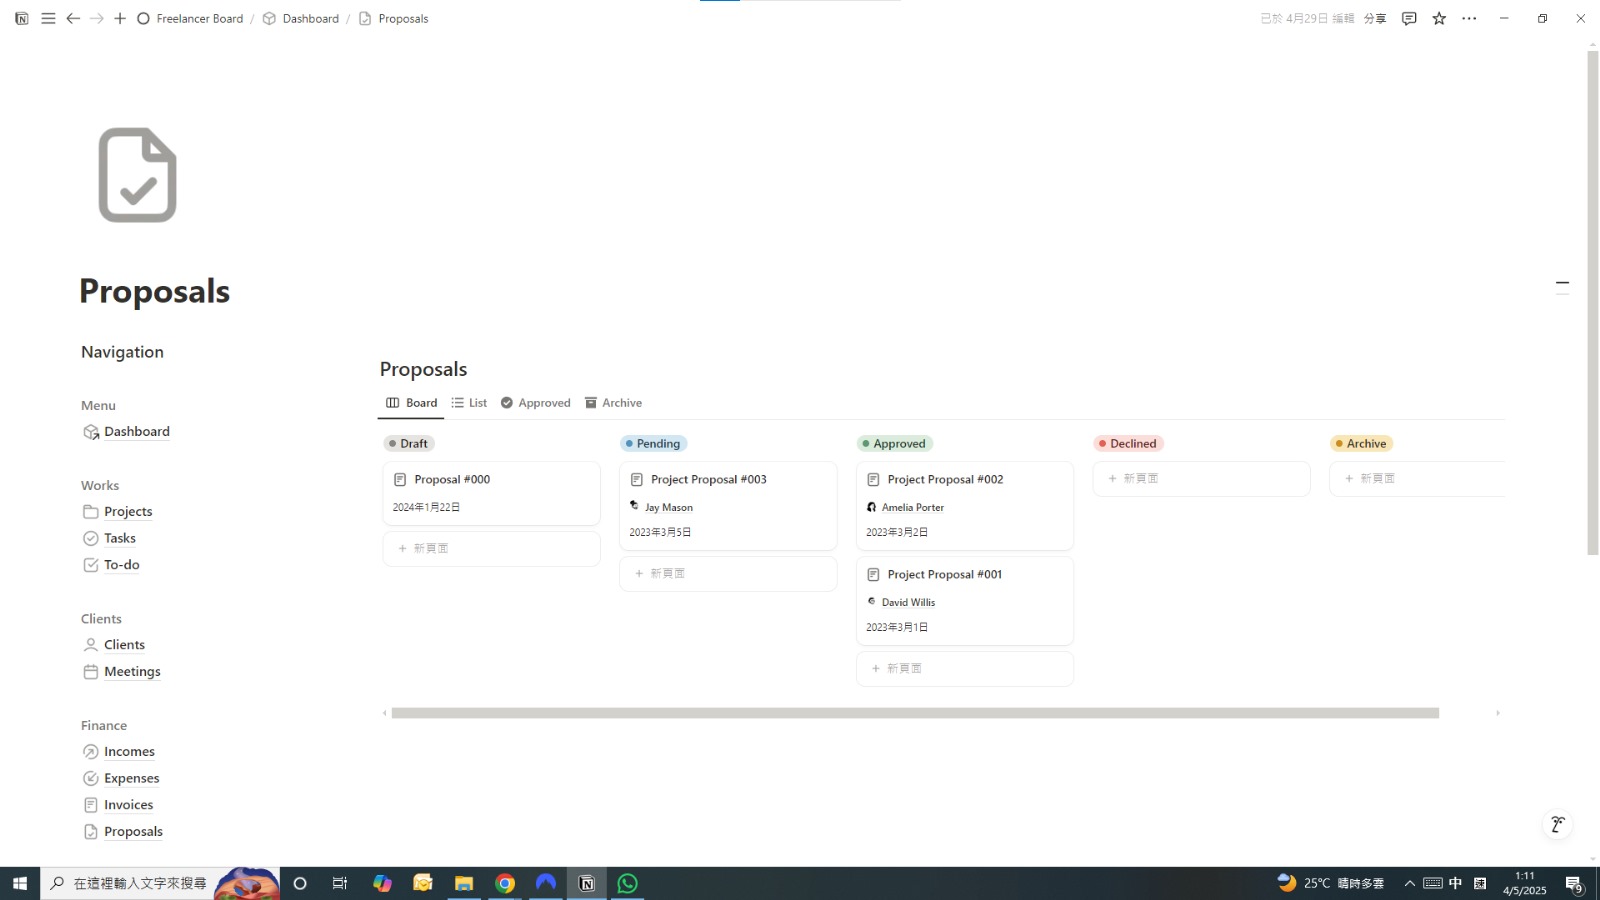 Freelancer Board / Dashboard / Proposals
已於 4月29日 編輯 分享
Proposals
Navigation
Menu
Dashboard
Works
Projects
Tasks
To-do
Clients
Clients
Meetings
Finance
Incomes
Expenses
Invoices
Proposals
Proposals
Board List Approved Archive
Draft
Proposal #000
2024年1月22日
+ 新頁面
Pending
Project Proposal #003
Jay Mason
2023年3月5日
+ 新頁面
Approved
Project Proposal #002
Amelia Porter
2023年3月2日
Project Proposal #001
David Willis
2023年3月1日
+ 新頁面
Declined
+ 新頁面
Archive
+ 新頁面
在這裡輸入文字來搜尋
25°C 晴時多雲
中
1:11
4/5/2025
9